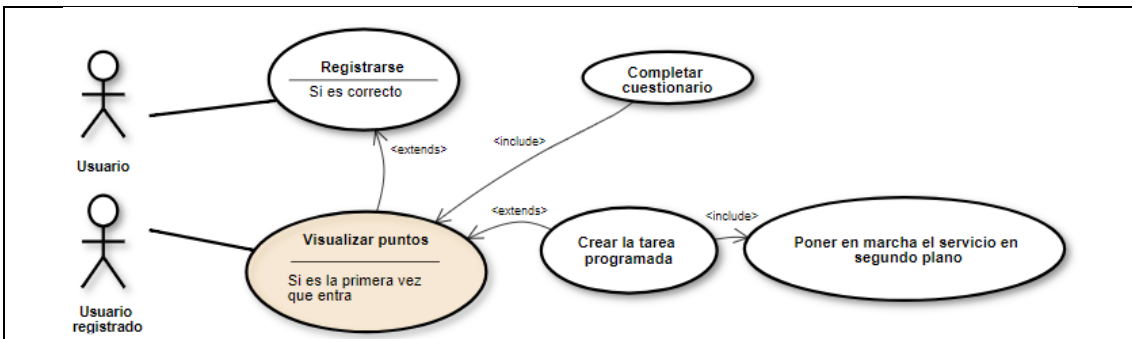 Registrarse
Si es correcto
Completar
cuestionario
Usuario
<extends>
<include>
<extends>
<include>
Visualizar puntos
Si es la primera vez
que entra
Crear la tarea
programada
Poner en marcha el servicio en
segundo plano
Usuario
registrado